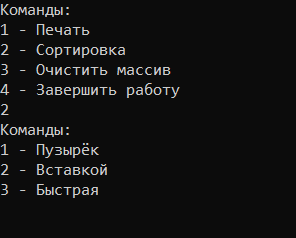 Команды:
1 - Печать
2 - Сортировка
3 - Очистить массив
4 - Завершить работу
2
Команды:
1 - Пузырёк
2 - Вставкой
3 - Быстрая